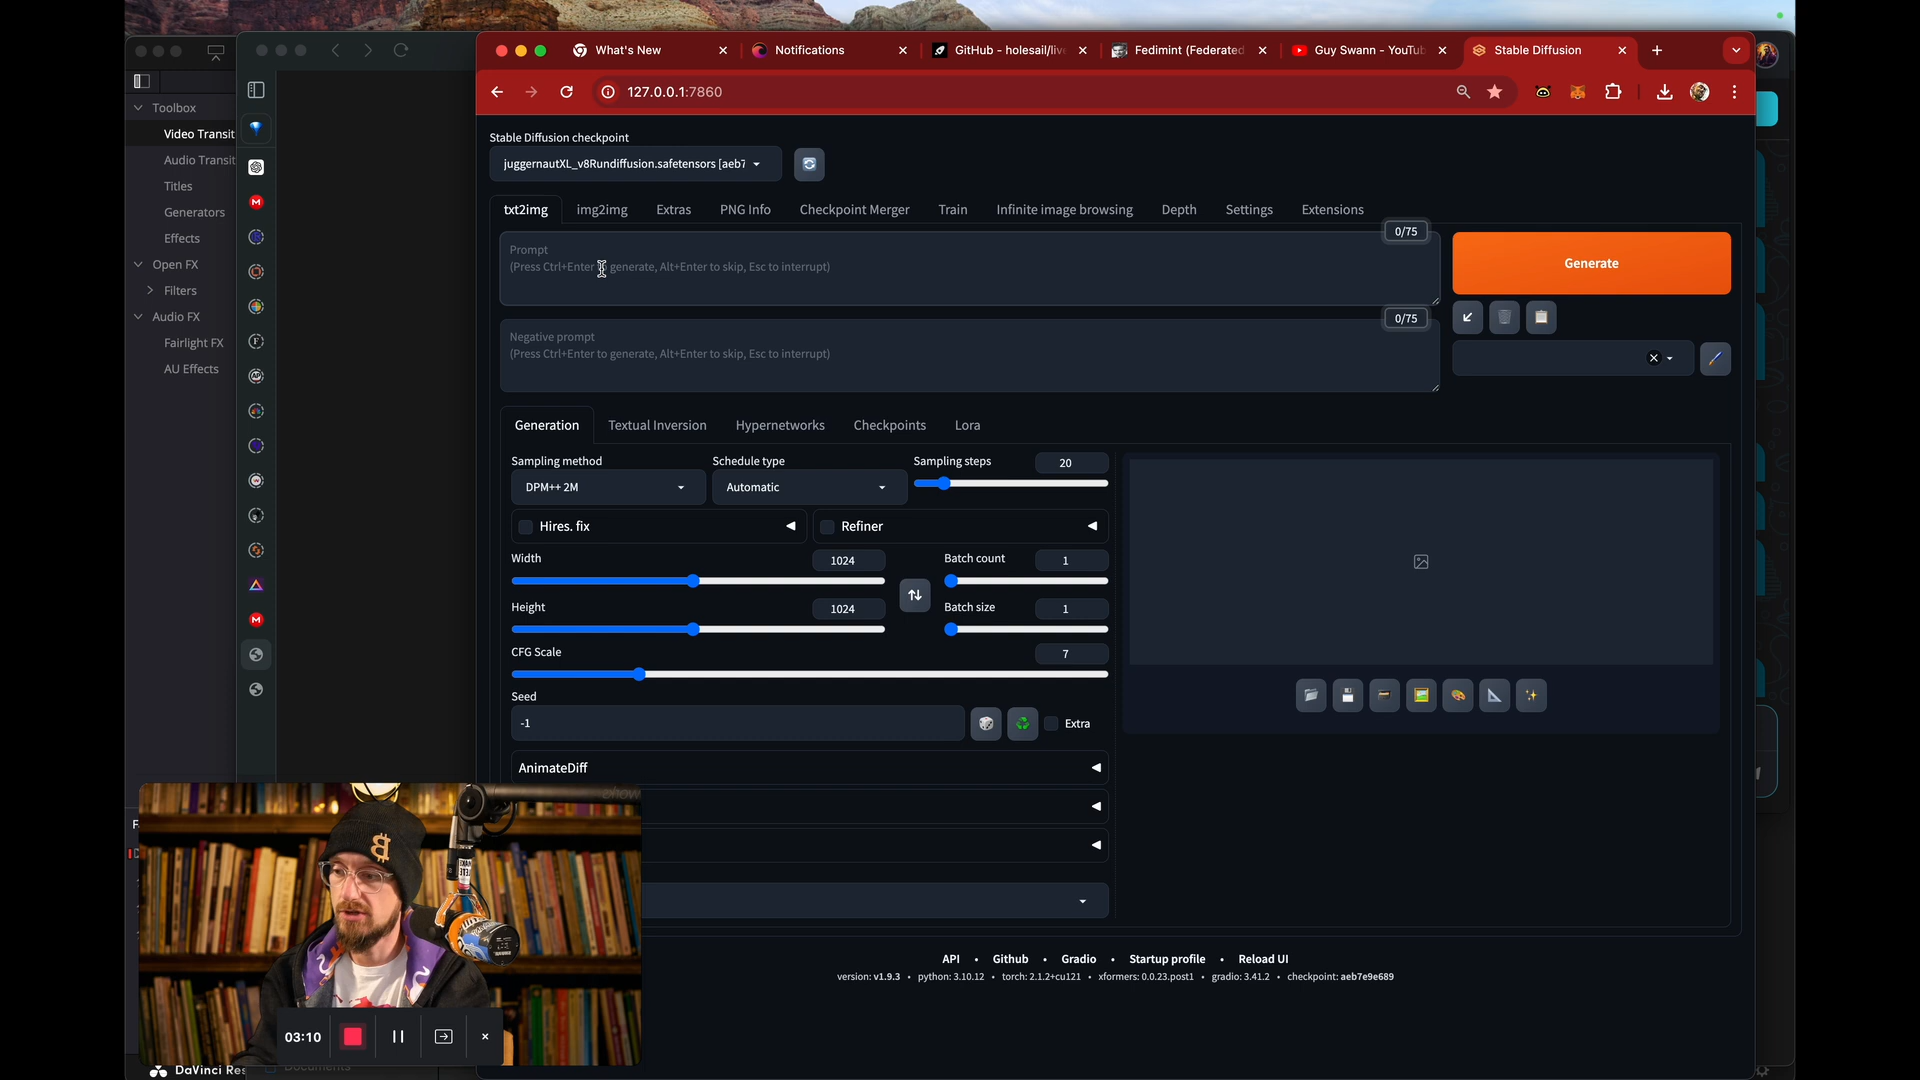 What's New
Notifications
GitHub - holesail/live
Fedimint (Federated
Guy Swann - YouTub
Stable Diffusion
127.0.0.1:7860
Toolbox
Video Transit
Audio Transit
Titles
Generators
Effects
Open FX
Filters
Audio FX
Fairlight FX
AU Effects
Stable Diffusion checkpoint
juggernautXL_v8Rundiffusion.safetensors [aeb7
txt2img
img2img
Extras
PNG Info
Checkpoint Merger
Train
Infinite image browsing
Depth
Settings
Extensions
0/75
Prompt
(Press Ctrl+Enter to generate, Alt+Enter to skip, Esc to interrupt)
Generate
0/75
Negative prompt
(Press Ctrl+Enter to generate, Alt+Enter to skip, Esc to interrupt)
Generation
Textual Inversion
Hypernetworks
Checkpoints
Lora
Sampling method
Schedule type
Sampling steps
20
DPM++ 2M
Automatic
Hires. fix
Refiner
Width
1024
Batch count
1
Height
1024
Batch size
1
CFG Scale
7
Seed
-1
Extra
AnimateDiff
API • Github • Gradio • Startup profile • Reload UI
version: v1.9.3 • python: 3.10.12 • torch: 2.1.2+cu121 • xformers: 0.0.23.post1 • gradio: 3.41.2 • checkpoint: aeb7e9e689
03:10
DaVinci Res
Documents